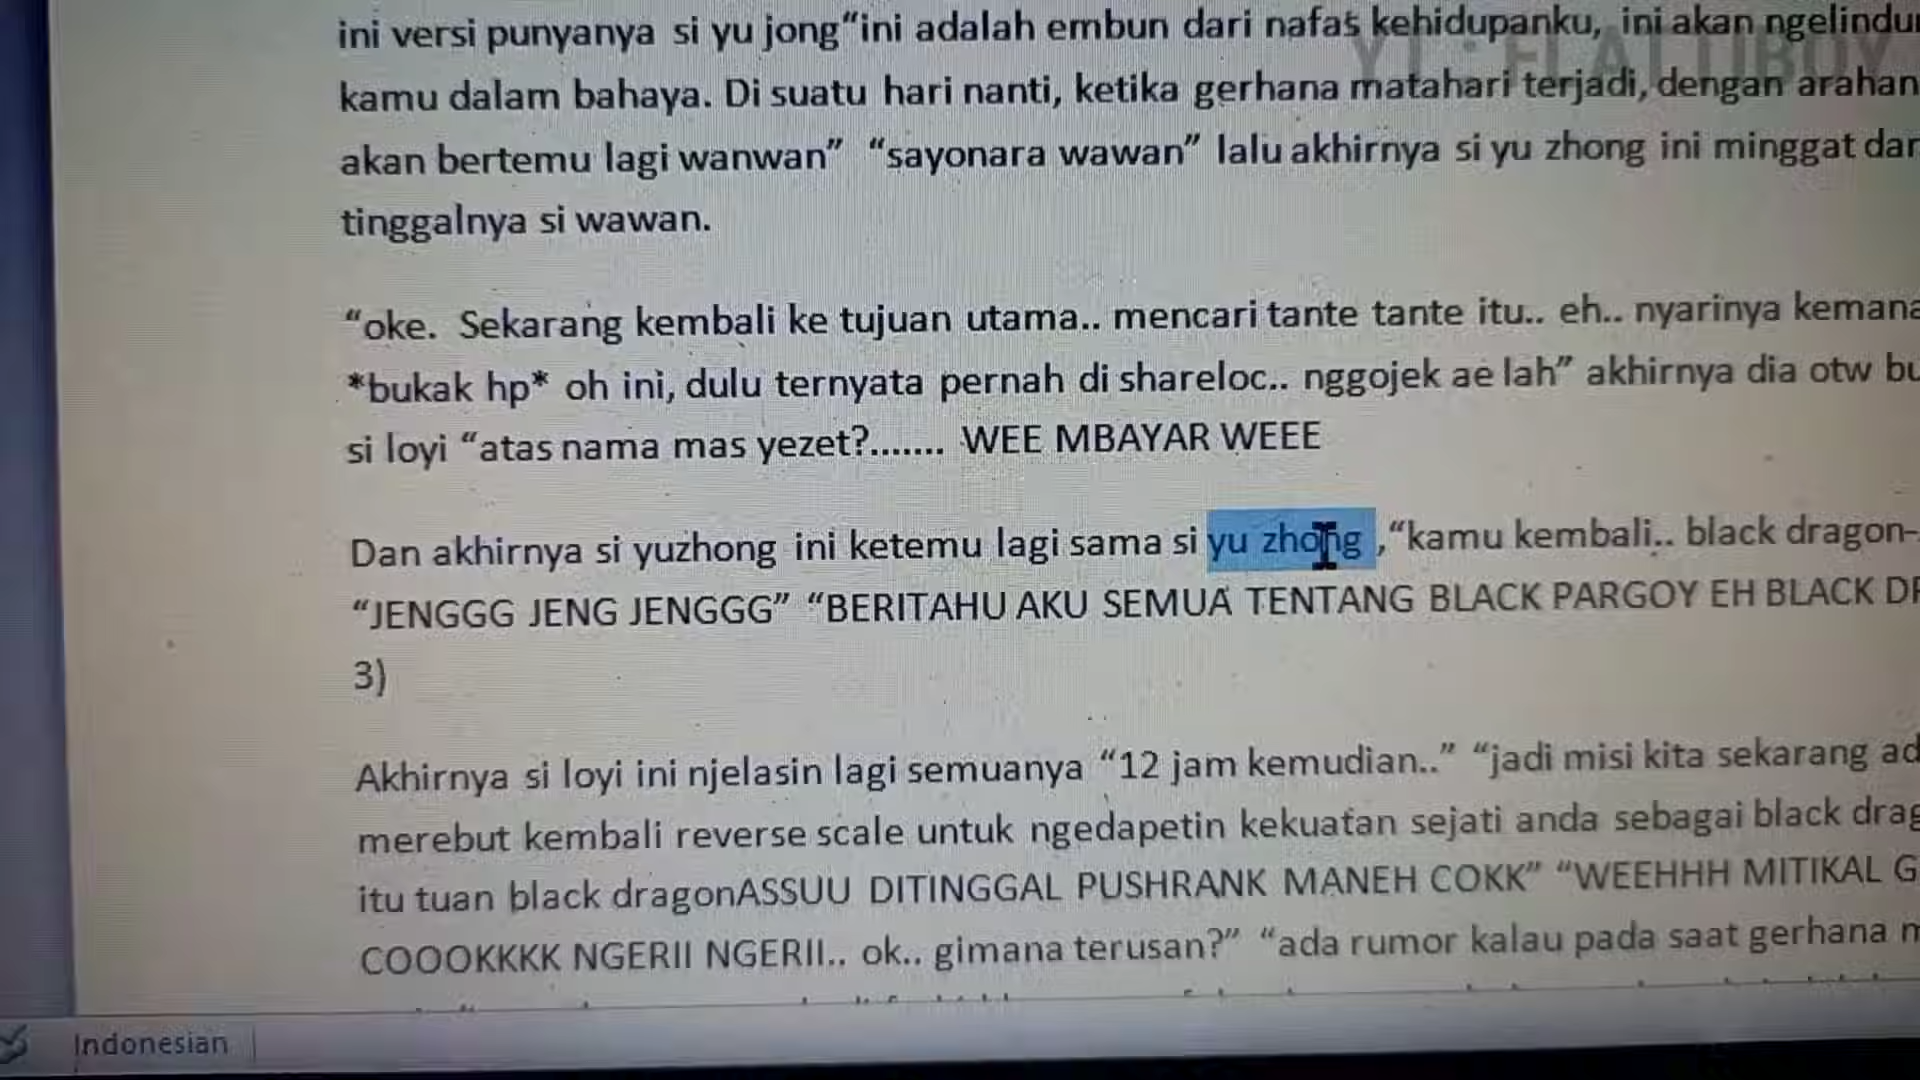 ini versi punyanya si yu jong“ini adalah embun dari nafas kehidupanku, ini akan
kamu dalam bahaya. Di suatu hari nanti, ketika gerhana matahari terjadi, dengan arahan
akan bertemu lagi wanwan” “sayonara wawan” lalu akhirnya si yu zhong ini minggat
tinggalnya si wawan.
“oke. Sekarang kembali ke tujuan utama.. mencari tante tante itu.. eh.. nyarinya
*bukak hp* oh ini, dulu ternyata pernah di shareloc.. nggojek ae lah” akhirnya dia otw
si loyi “atas nama mas yezet?....... WEE MBAYAR WEEE
Dan akhirnya si yuzhong ini ketemu lagi sama si yu zhong ,“kamu kembali.. black dragon-
“JENGGG JENG JENGGG” “BERITAHU AKU SEMUA TENTANG BLACK PARGOY EH BLACK
3)
Akhirnya si loyi ini njelasin lagi semuanya “12 jam kemudian..” “jadi misi kita sekarang
merebut kembali reverse scale untuk ngedapetin kekuatan sejati anda sebagai black
itu tuan black dragonASSUU DITINGGAL PUSHRANK MANEH COKK” “WEEHHH MITIKAL
COOOKKKK NGERII NGERII.. ok.. gimana terusan?” “ada rumor kalau pada saat gerhana
Indonesian